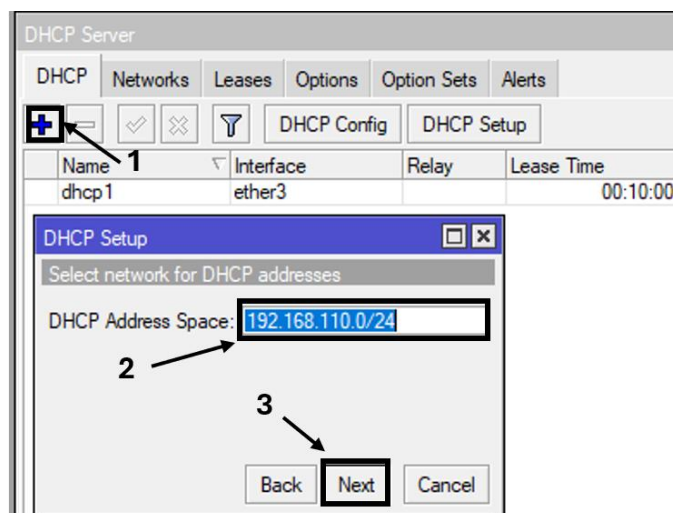 DHCP Server
DHCP Networks Leases Options Option Sets Alerts
DHCP Config DHCP Setup
1
Name Interface Relay Lease Time
dhcp1 ether3 00:10:00
DHCP Setup
Select network for DHCP addresses
DHCP Address Space: 192.168.110.0/24
2
3
Back Next Cancel